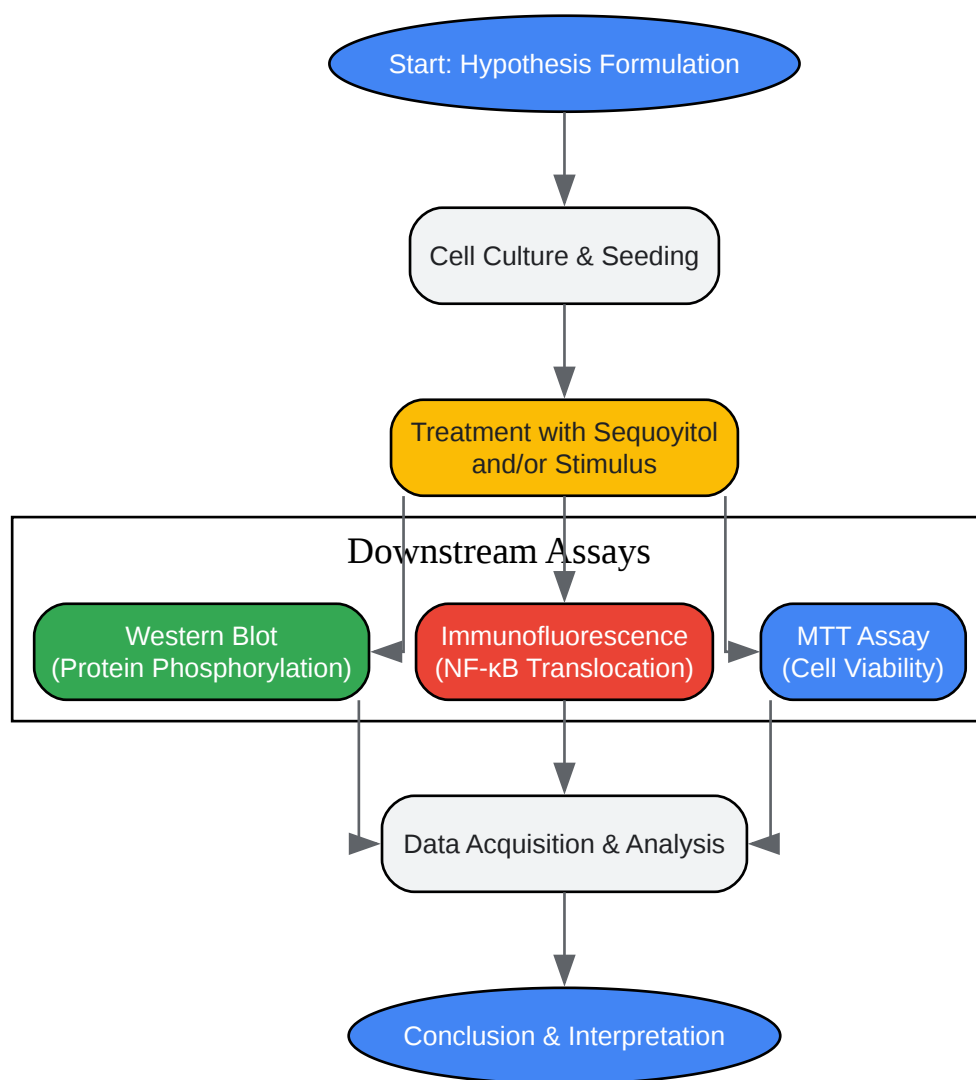 Start: Hypothesis Formulation
Cell Culture & Seeding
Treatment with Sequoyitol
and/or Stimulus
Downstream Assays
Western Blot
(Protein Phosphorylation)
Immunofluorescence
(NF-κB Translocation)
MTT Assay
(Cell Viability)
Data Acquisition & Analysis
Conclusion & Interpretation